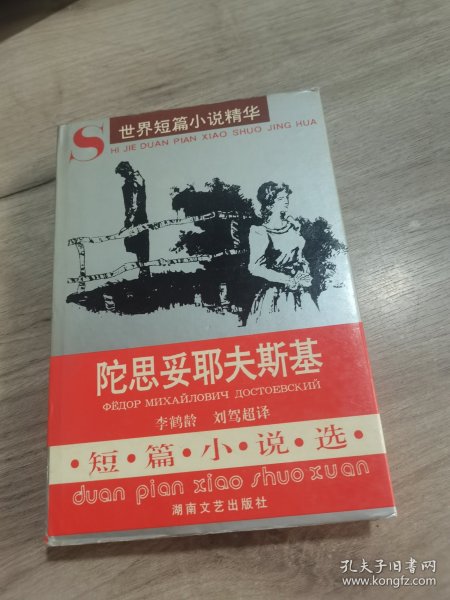 世界短篇小说精华
SHI JIE DUAN PIAN XIAO SHUO JING HUA
陀思妥耶夫斯基
ФЁДОР МИХАЙЛОВИЧ ДОСТОЕВСКИЙ
李鹤龄 刘驾超译
·短·篇·小·说·选·
duan pian xiao shuo xuan
湖南文艺出版社
孔夫子旧书网
www.kongfz.com